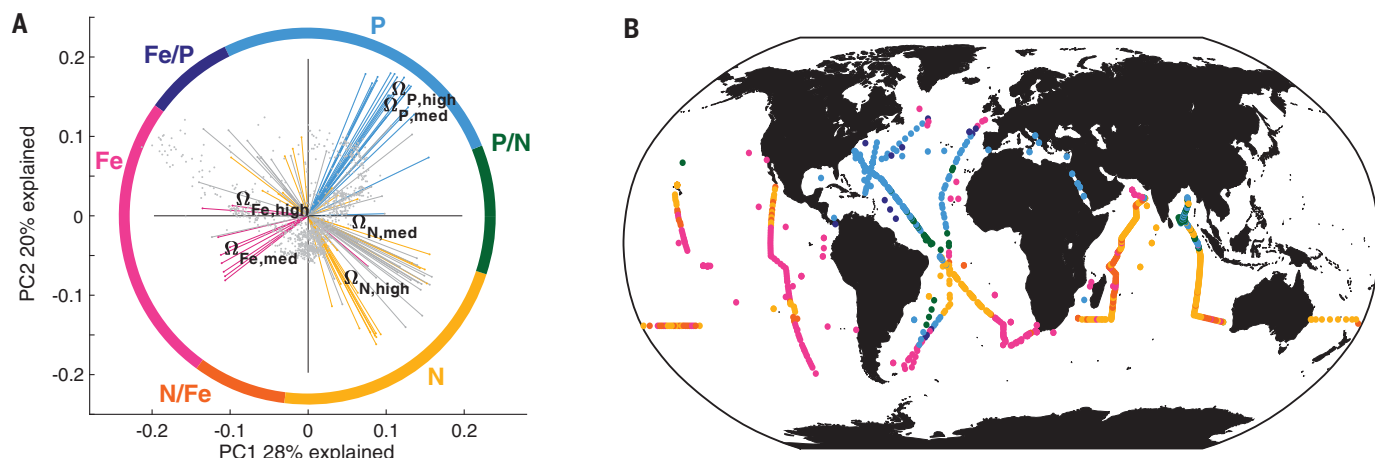 A
B
P
Fe/P
P/N
Fe
N/Fe
N
ΩP,high
ΩP,med
ΩFe,high
ΩN,med
ΩFe,med
ΩN,high
0.2
0.1
0
-0.1
-0.2
PC2 20% explained
-0.2 -0.1 0 0.1 0.2
PC1 28% explained